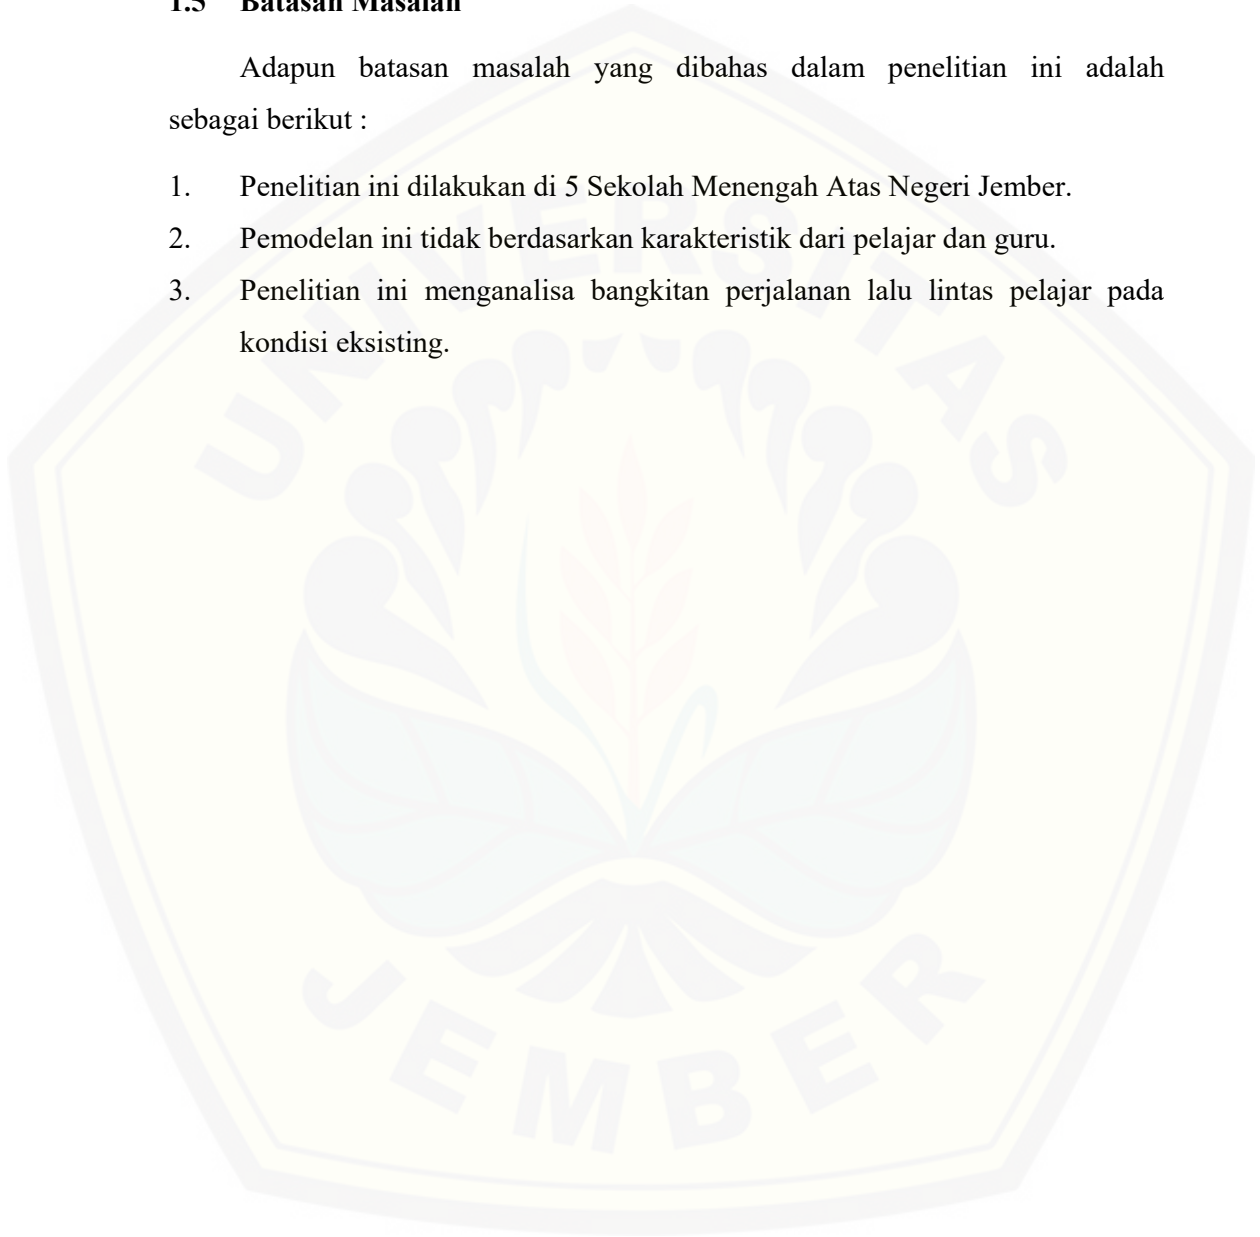 1.5 Batasan Masalah
Adapun batasan masalah yang dibahas dalam penelitian ini adalah
sebagai berikut :
1. Penelitian ini dilakukan di 5 Sekolah Menengah Atas Negeri Jember.
2. Pemodelan ini tidak berdasarkan karakteristik dari pelajar dan guru.
3. Penelitian ini menganalisa bangkitan perjalanan lalu lintas pelajar pada
kondisi eksisting.
UNIVERSITAS
JEMBER